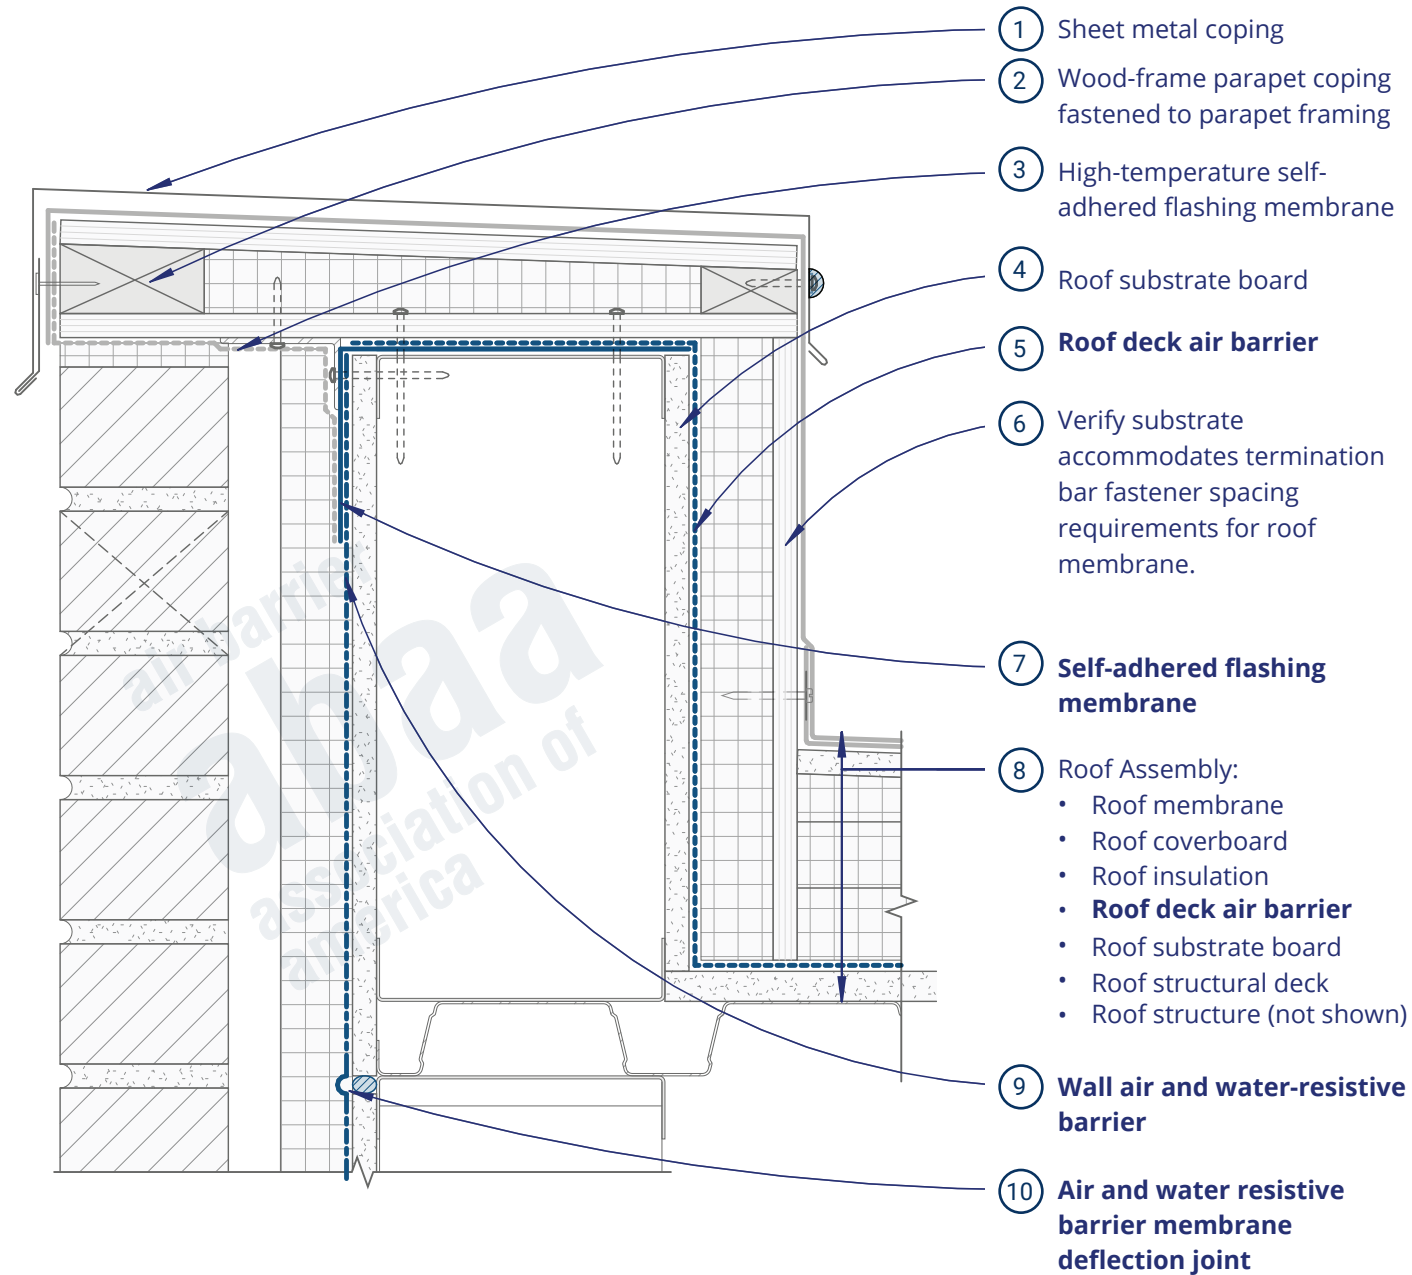 1 Sheet metal coping
2 Wood-frame parapet coping
fastened to parapet framing
3 High-temperature self-
adhered flashing membrane
4 Roof substrate board
5 Roof deck air barrier
6 Verify substrate
accommodates termination
bar fastener spacing
requirements for roof
membrane.
7 Self-adhered flashing
membrane
8 Roof Assembly:
• Roof membrane
• Roof coverboard
• Roof insulation
• Roof deck air barrier
• Roof substrate board
• Roof structural deck
• Roof structure (not shown)
9 Wall air and water-resistive
barrier
10 Air and water resistive
barrier membrane
deflection joint
air barrier
abaa
association of
america